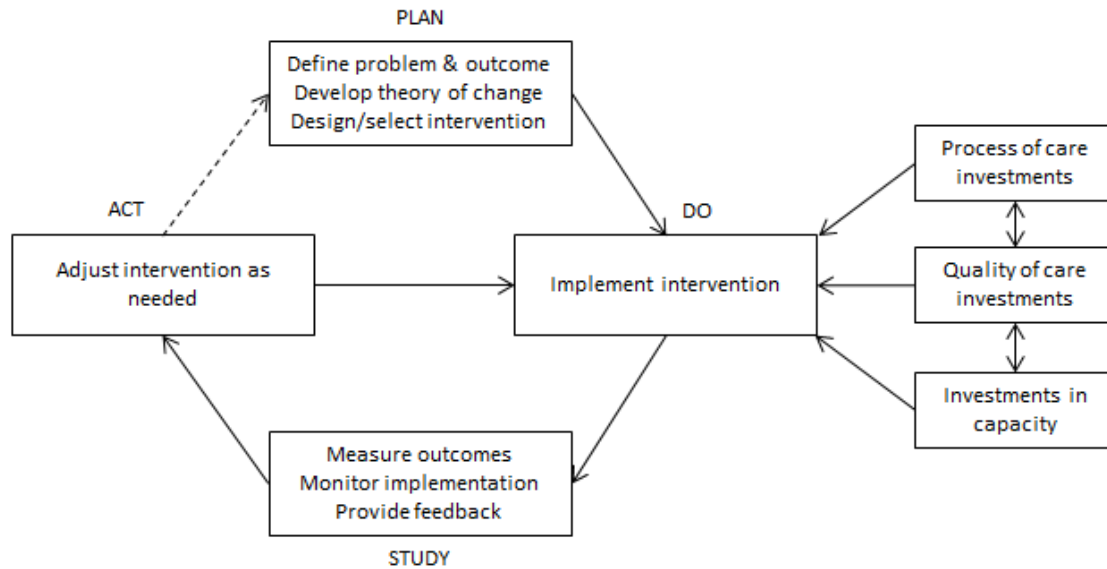 PLAN
Define problem & outcome
Develop theory of change
Design/select intervention
Process of care
investments
ACT
DO
Adjust intervention as
needed
Implement intervention
Quality of care
investments
Investments in
capacity
Measure outcomes
Monitor implementation
Provide feedback
STUDY